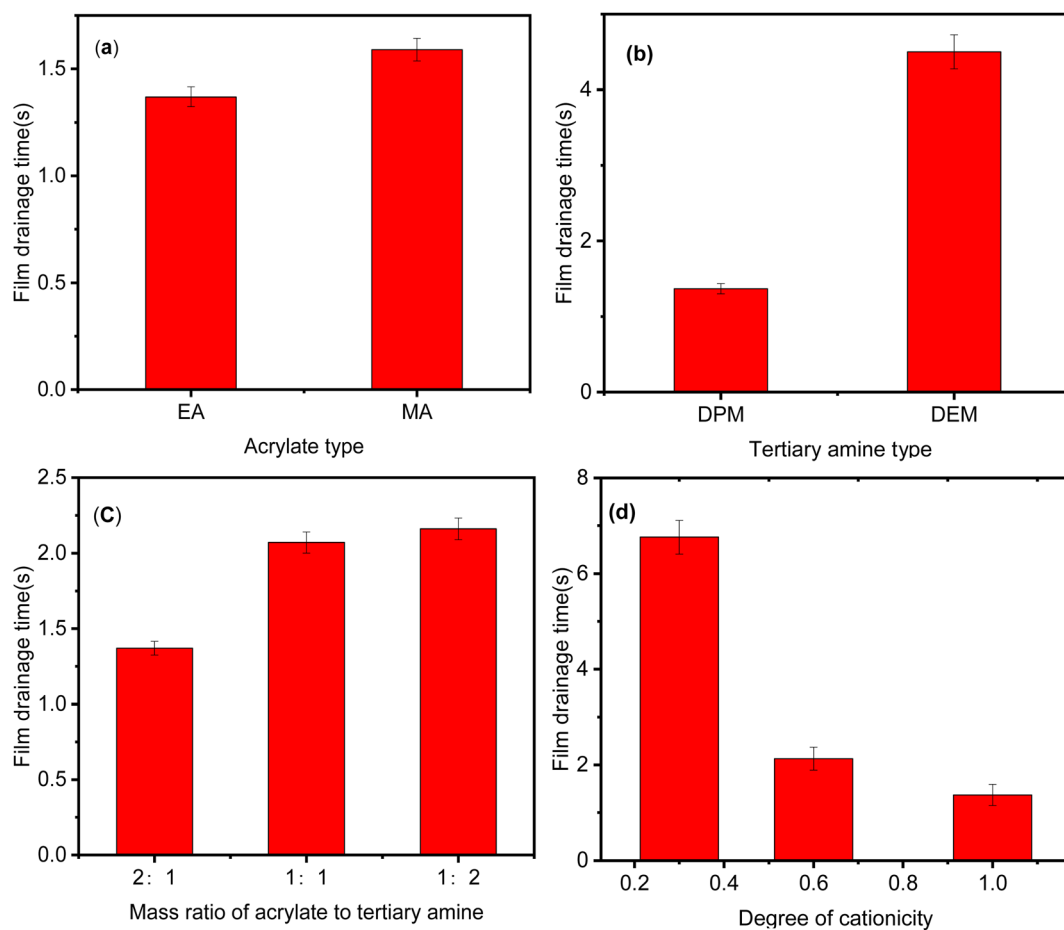 (a)
Film drainage time(s)
1.5
1.0
0.5
0.0
EA MA
Acrylate type
(b)
Film drainage time(s)
4
2
0
DPM DEM
Tertiary amine type
(C)
Film drainage time(s)
2.5
2.0
1.5
1.0
0.5
0.0
2: 1 1: 1 1: 2
Mass ratio of acrylate to tertiary amine
(d)
Film drainage time(s)
8
6
4
2
0
0.2 0.4 0.6 0.8 1.0
Degree of cationicity